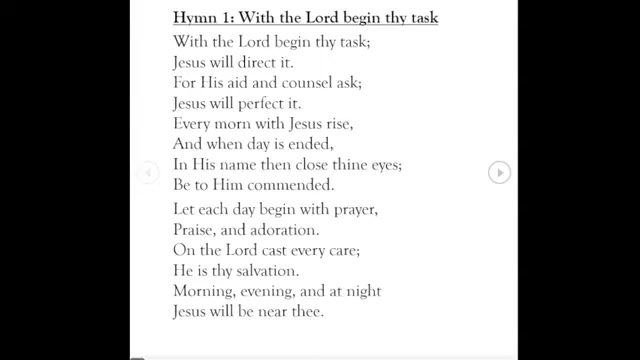 Hymn 1: With the Lord begin thy task
With the Lord begin thy task;
Jesus will direct it.
For His aid and counsel ask;
Jesus will perfect it.
Every morn with Jesus rise,
And when day is ended,
In His name then close thine eyes;
Be to Him commended.
Let each day begin with prayer,
Praise, and adoration.
On the Lord cast every care;
He is thy salvation.
Morning, evening, and at night
Jesus will be near thee.